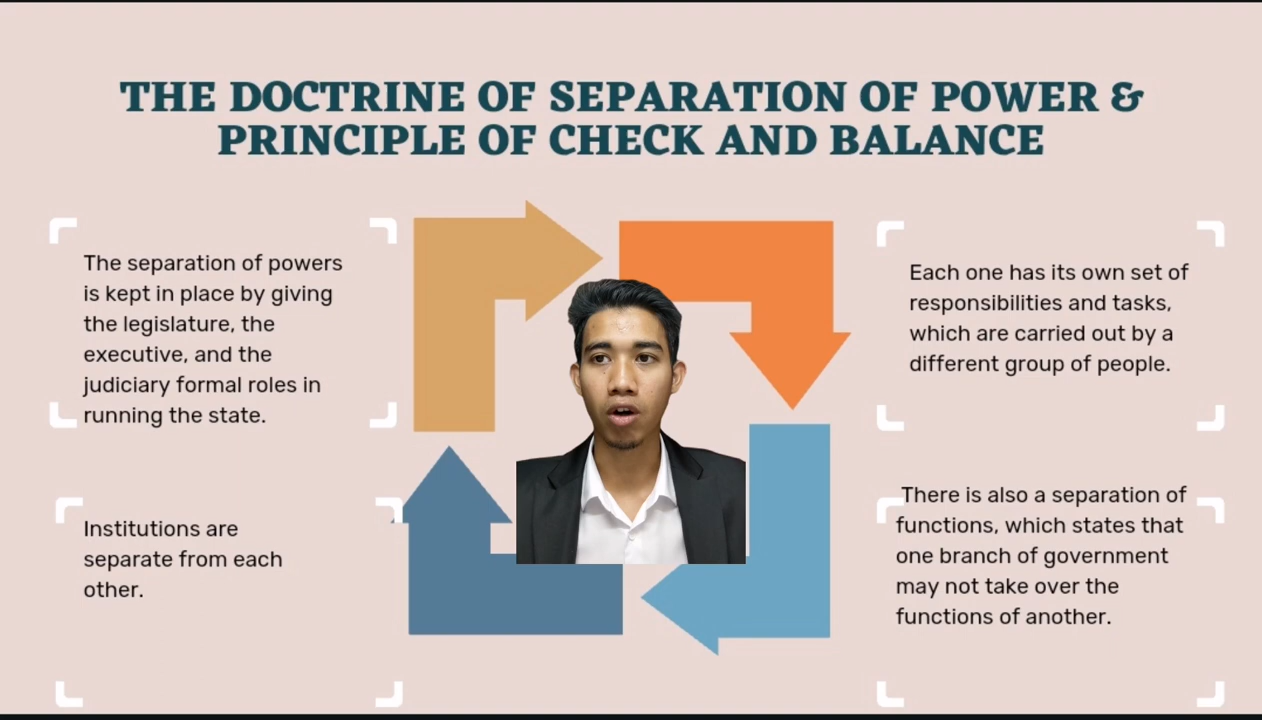 THE DOCTRINE OF SEPARATION OF POWER &
PRINCIPLE OF CHECK AND BALANCE
The separation of powers
is kept in place by giving
the legislature, the
executive, and the
judiciary formal roles in
running the state.
Each one has its own set of
responsibilities and tasks,
which are carried out by a
different group of people.
Institutions are
separate from each
other.
There is also a separation of
functions, which states that
one branch of government
may not take over the
functions of another.